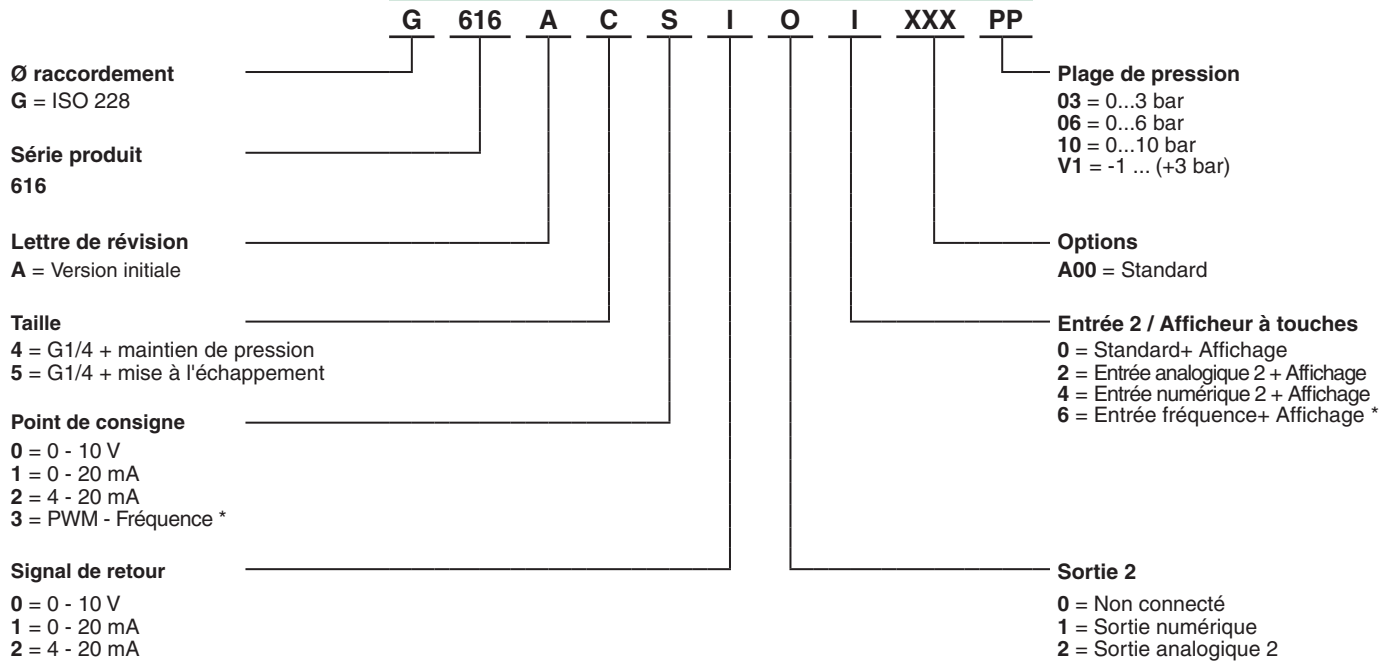 G 616 A C S I O I XXX PP
Ø raccordement
G = ISO 228
Série produit
616
Lettre de révision
A = Version initiale
Taille
4 = G1/4 + maintien de pression
5 = G1/4 + mise à l'échappement
Point de consigne
0 = 0 - 10 V
1 = 0 - 20 mA
2 = 4 - 20 mA
3 = PWM - Fréquence *
Signal de retour
0 = 0 - 10 V
1 = 0 - 20 mA
2 = 4 - 20 mA
Plage de pression
03 = 0...3 bar
06 = 0...6 bar
10 = 0...10 bar
V1 = -1 ... (+3 bar)
Options
A00 = Standard
Entrée 2 / Afficheur à touches
0 = Standard+ Affichage
2 = Entrée analogique 2 + Affichage
4 = Entrée numérique 2 + Affichage
6 = Entrée fréquence+ Affichage *
Sortie 2
0 = Non connecté
1 = Sortie numérique
2 = Sortie analogique 2